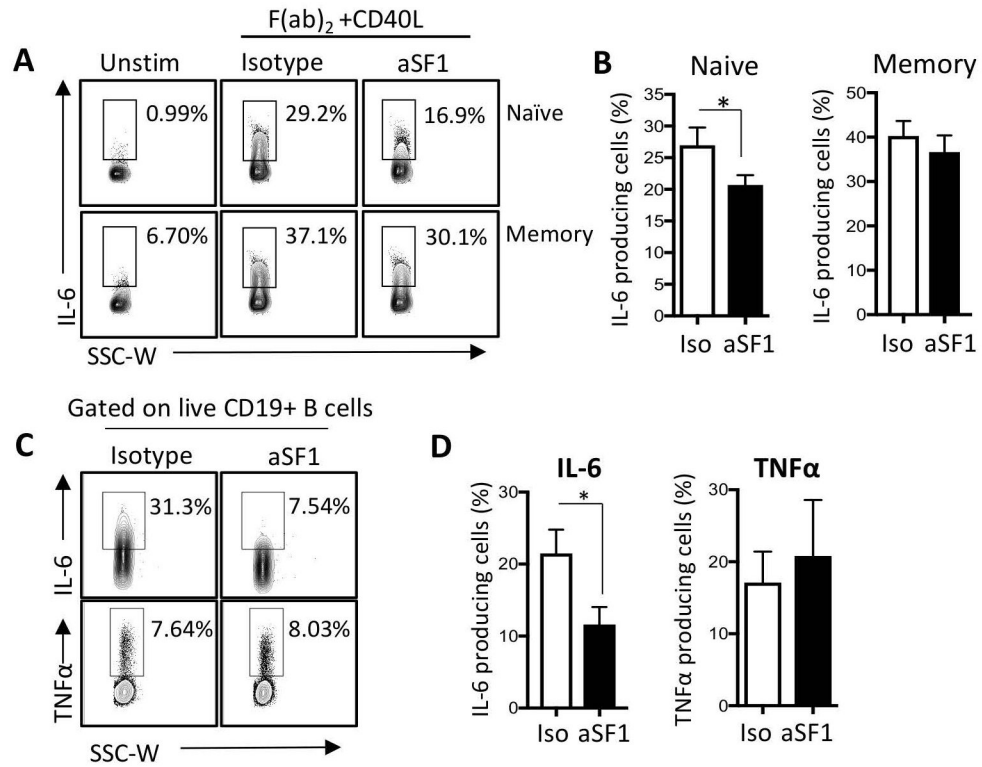 F(ab)2 +CD40L
A
Unstim
Isotype
aSF1
0.99%
29.2%
16.9%
Naïve
6.70%
37.1%
30.1%
Memory
IL-6
SSC-W
B
Naive
Memory
IL-6 producing cells (%)
35
30
25
20
15
10
5
0
*
Iso aSF1
IL-6 producing cells (%)
50
40
30
20
10
0
Iso aSF1
Gated on live CD19+ B cells
C
Isotype
aSF1
31.3%
7.54%
IL-6
7.64%
8.03%
TNFα
SSC-W
D
IL-6
TNFα
IL-6 producing cells (%)
30
20
10
0
*
Iso aSF1
TNFα producing cells (%)
30
20
10
0
Iso aSF1